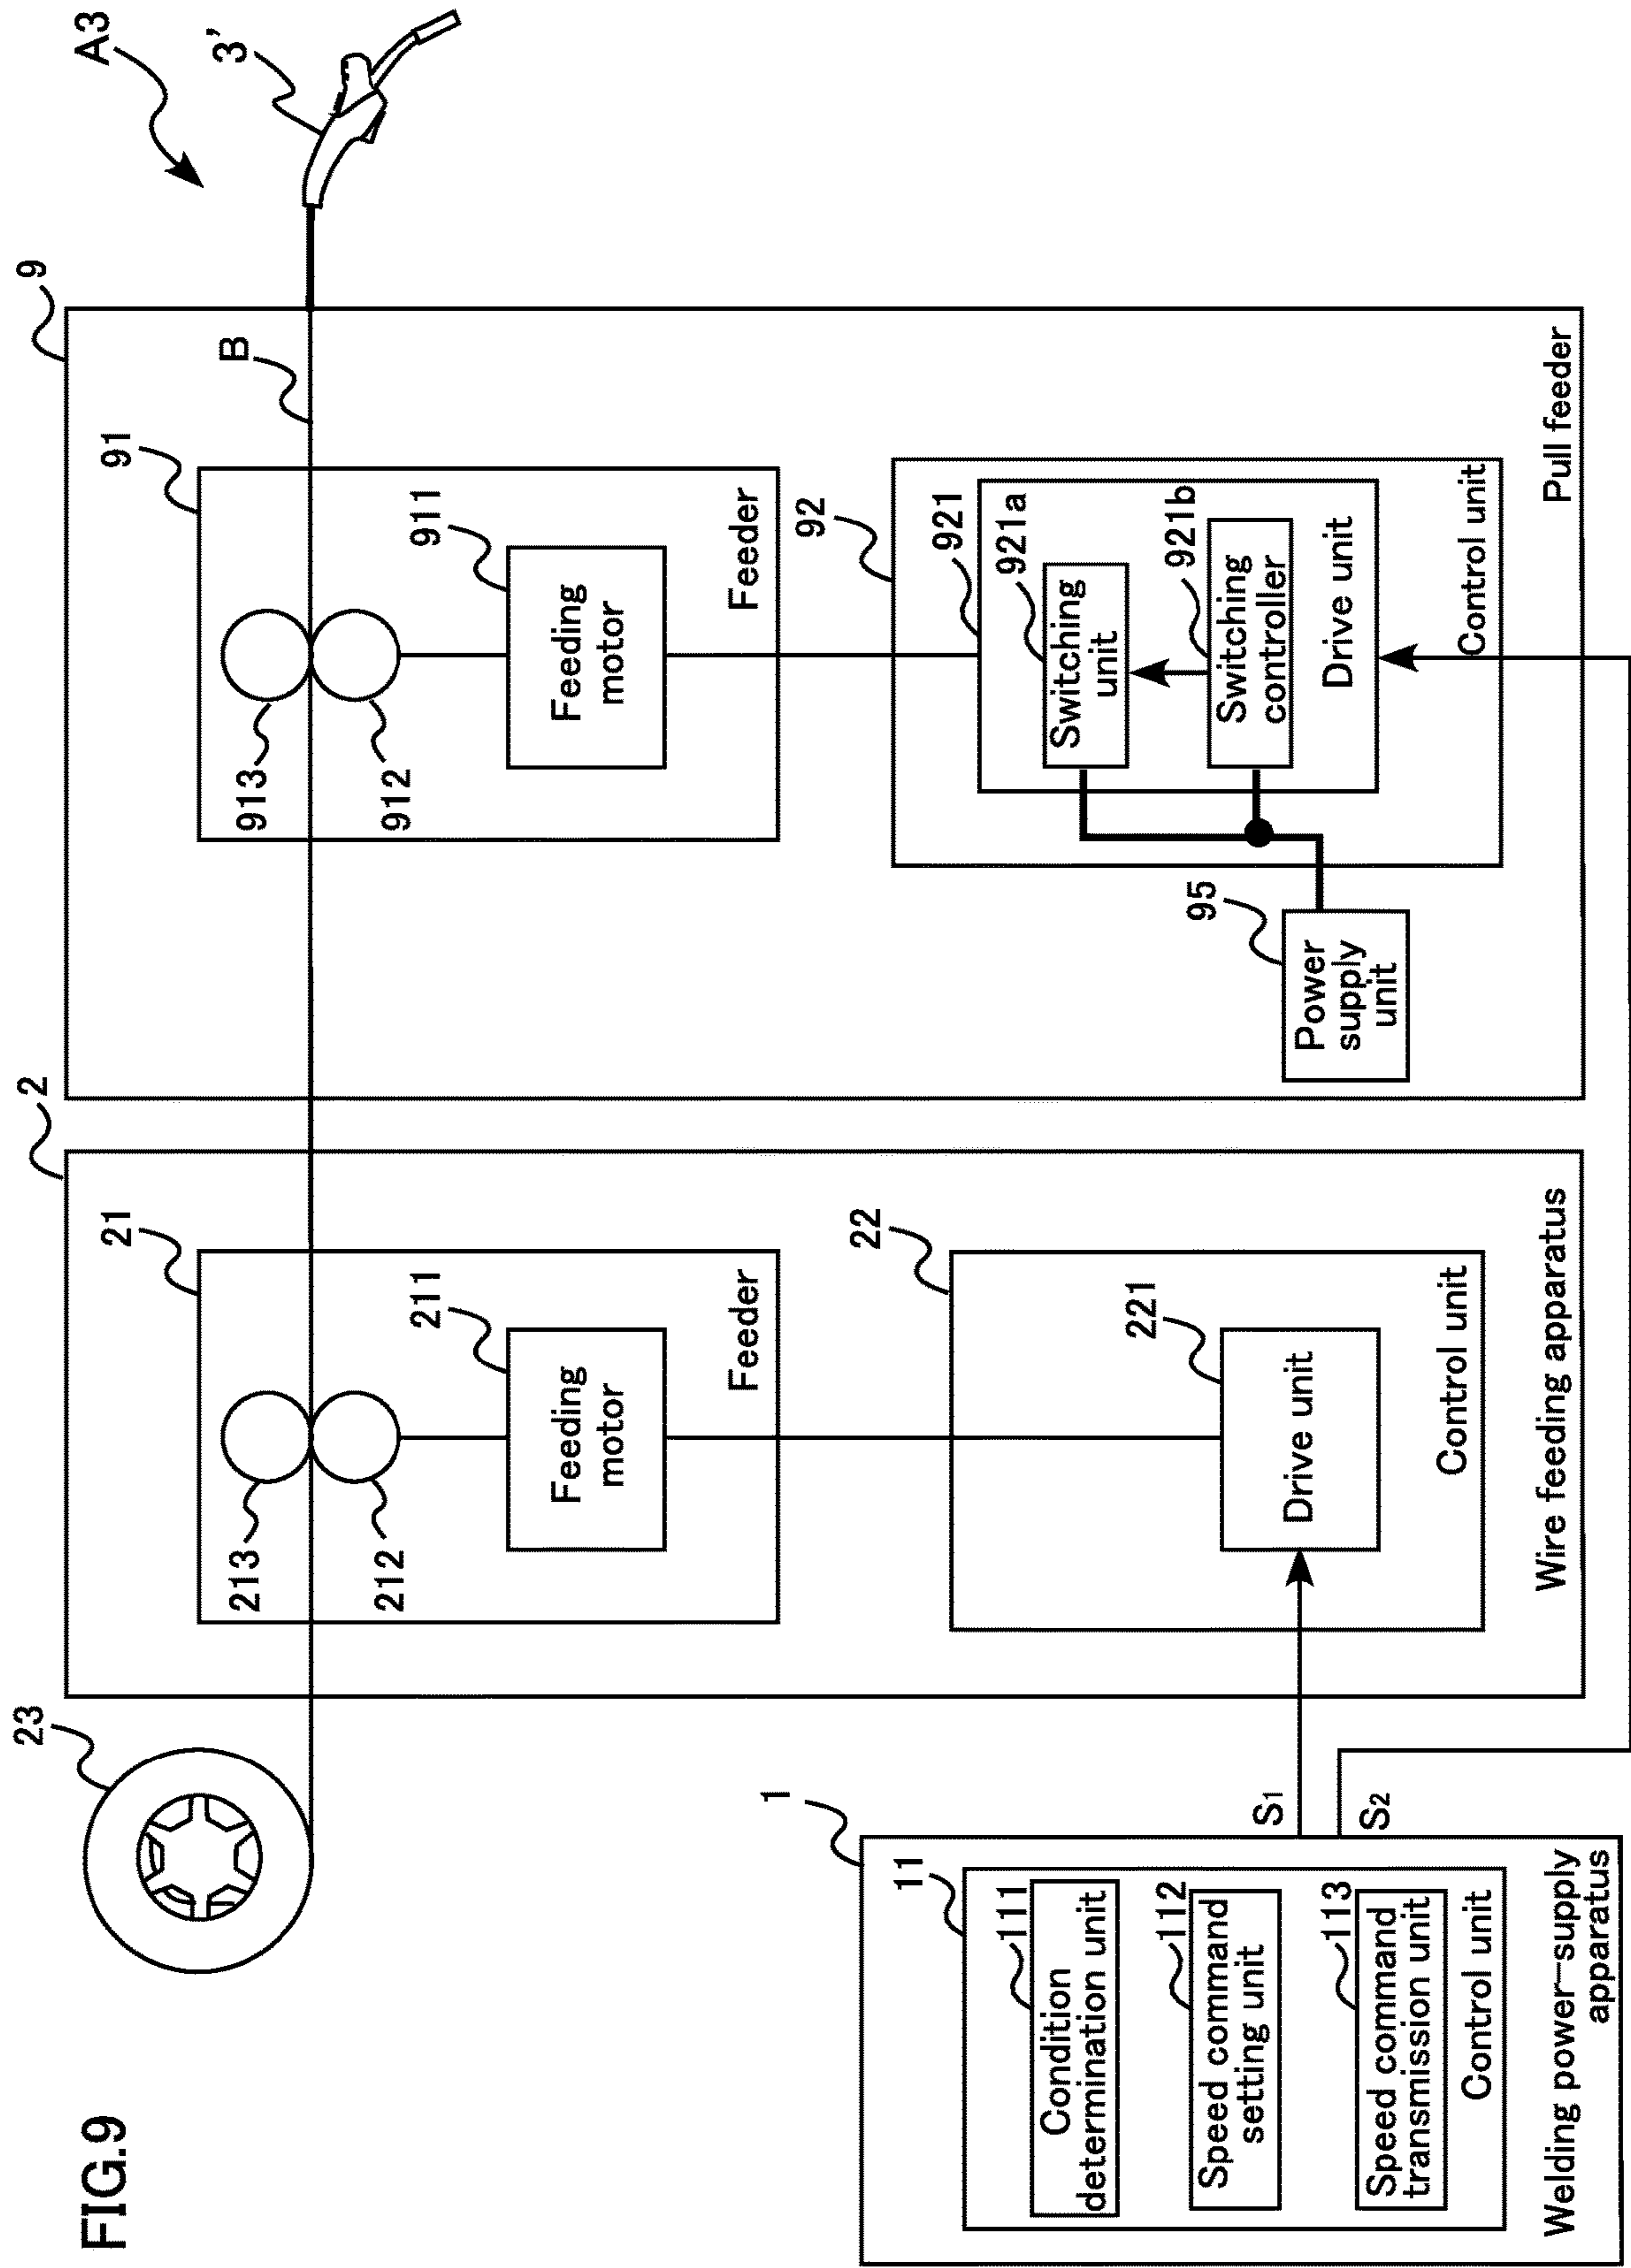 FIG.9
A3
3'
23
2
21
213
212
211
Feeding
motor
Feeder
22
221
Drive unit
Control unit
Wire feeding apparatus
9
B
91
913
912
911
Feeding
motor
Feeder
92
921
921a
Switching
unit
921b
Switching
controller
Drive unit
Control unit
95
Power
supply
unit
Pull feeder
1
S1
S2
11
111
Condition
determination unit
112
Speed command
setting unit
113
Speed command
transmission unit
Control unit
Welding power-supply
apparatus